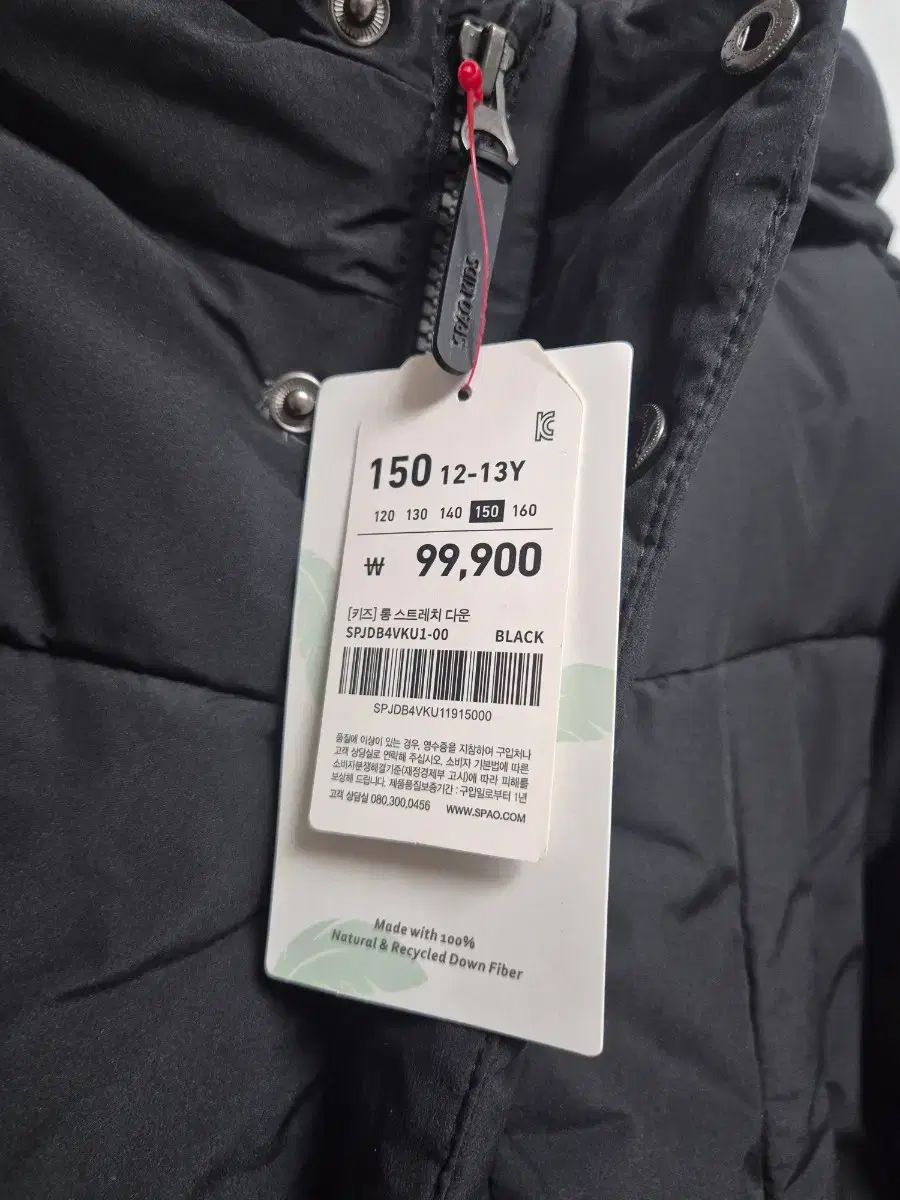 SPAO KIDS
KC
150 12-13Y
120 130 140 150 160
₩ 99,900
[키즈] 롱 스트레치 다운
SPJDB4VKU1-00 BLACK
SPJDB4VKU11915000
품질에 이상이 있는 경우, 영수증을 지참하여 구입처나
고객 상담실로 연락해 주십시오. 소비자 기본법에 따른
소비자분쟁해결기준(재정경제부 고시)에 따라 피해를
보상해 드립니다. 제품품질보증기간 : 구입일로부터 1년
고객 상담실 080.300.0456 WWW.SPAO.COM
Made with 100%
Natural & Recycled Down Fiber